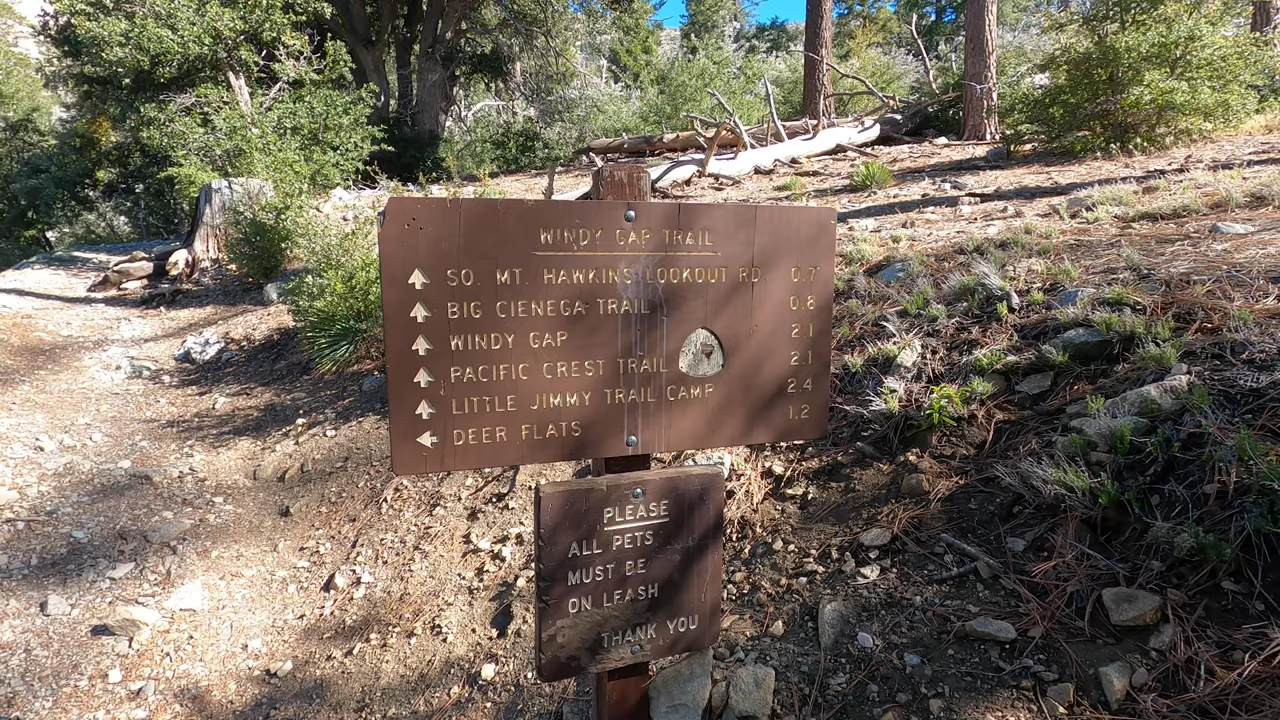 WINDY GAP TRAIL
SO. MT. HAWKINS LOOKOUT RD. 0.7
BIG CIENEGA TRAIL 0.8
WINDY GAP 2.1
PACIFIC CREST TRAIL 2.1
LITTLE JIMMY TRAIL CAMP 2.4
DEER FLATS 1.2
PLEASE
ALL PETS
MUST BE
ON LEASH
THANK YOU